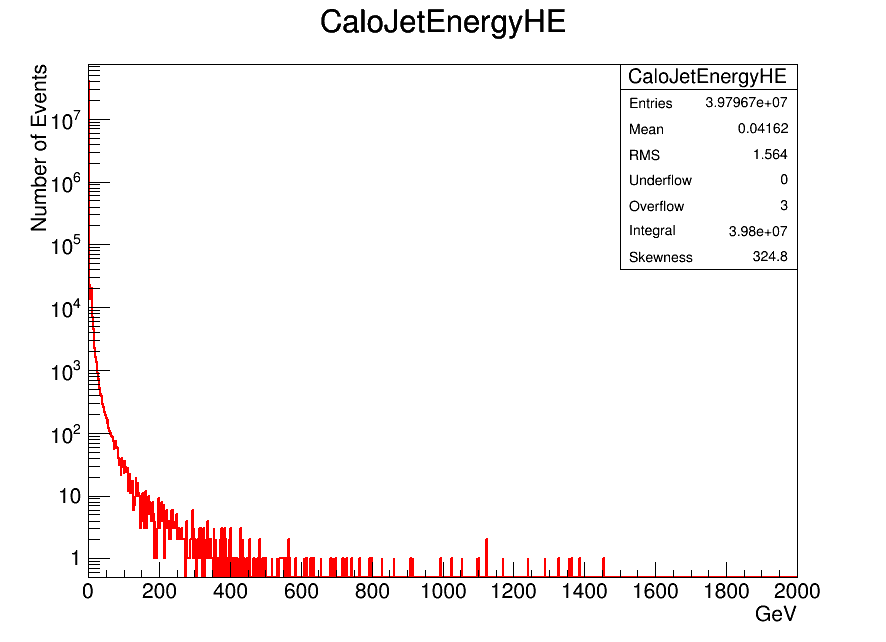 CaloJetEnergyHE
Number of Events
CaloJetEnergyHE
Entries 3.97967e+07
Mean 0.04162
RMS 1.564
Underflow 0
Overflow 3
Integral 3.98e+07
Skewness 324.8
10^7
10^6
10^5
10^4
10^3
10^2
10
1
0 200 400 600 800 1000 1200 1400 1600 1800 2000
GeV